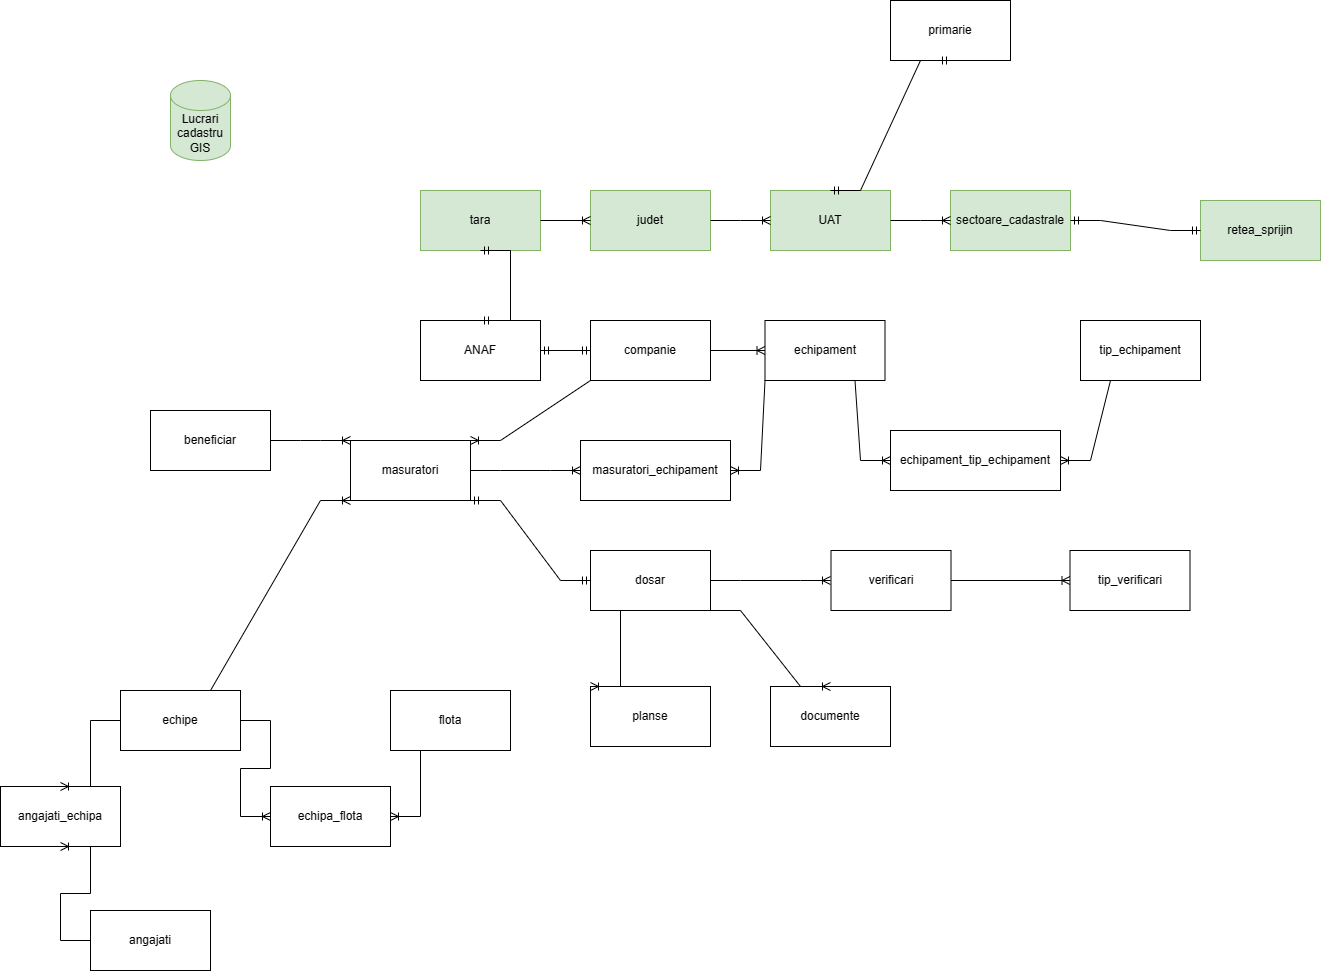 primarie
Lucrari
cadastru
GIS
tara
judet
UAT
sectoare_cadastrale
retea_sprijin
ANAF
companie
echipament
tip_echipament
beneficiar
masuratori
masuratori_echipament
echipament_tip_echipament
dosar
verificari
tip_verificari
echipe
flota
planse
documente
angajati_echipa
echipa_flota
angajati